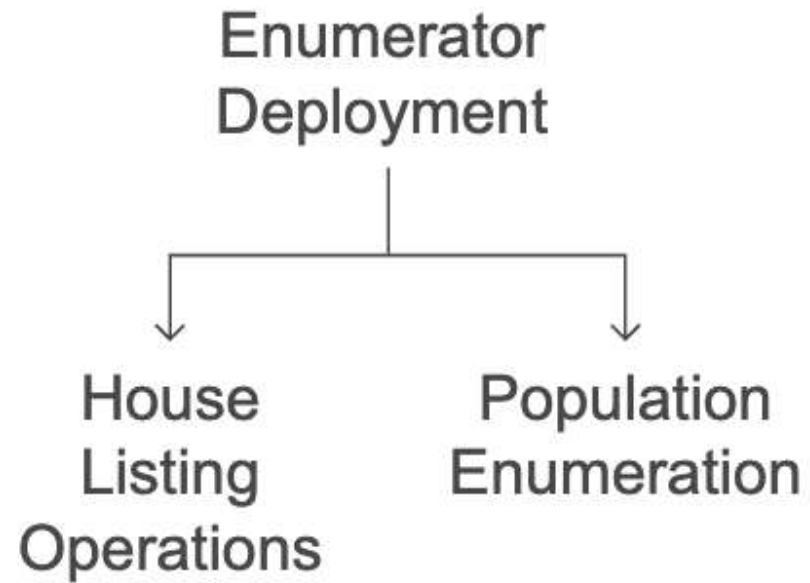 Enumerator
Deployment
House
Listing
Operations
Population
Enumeration